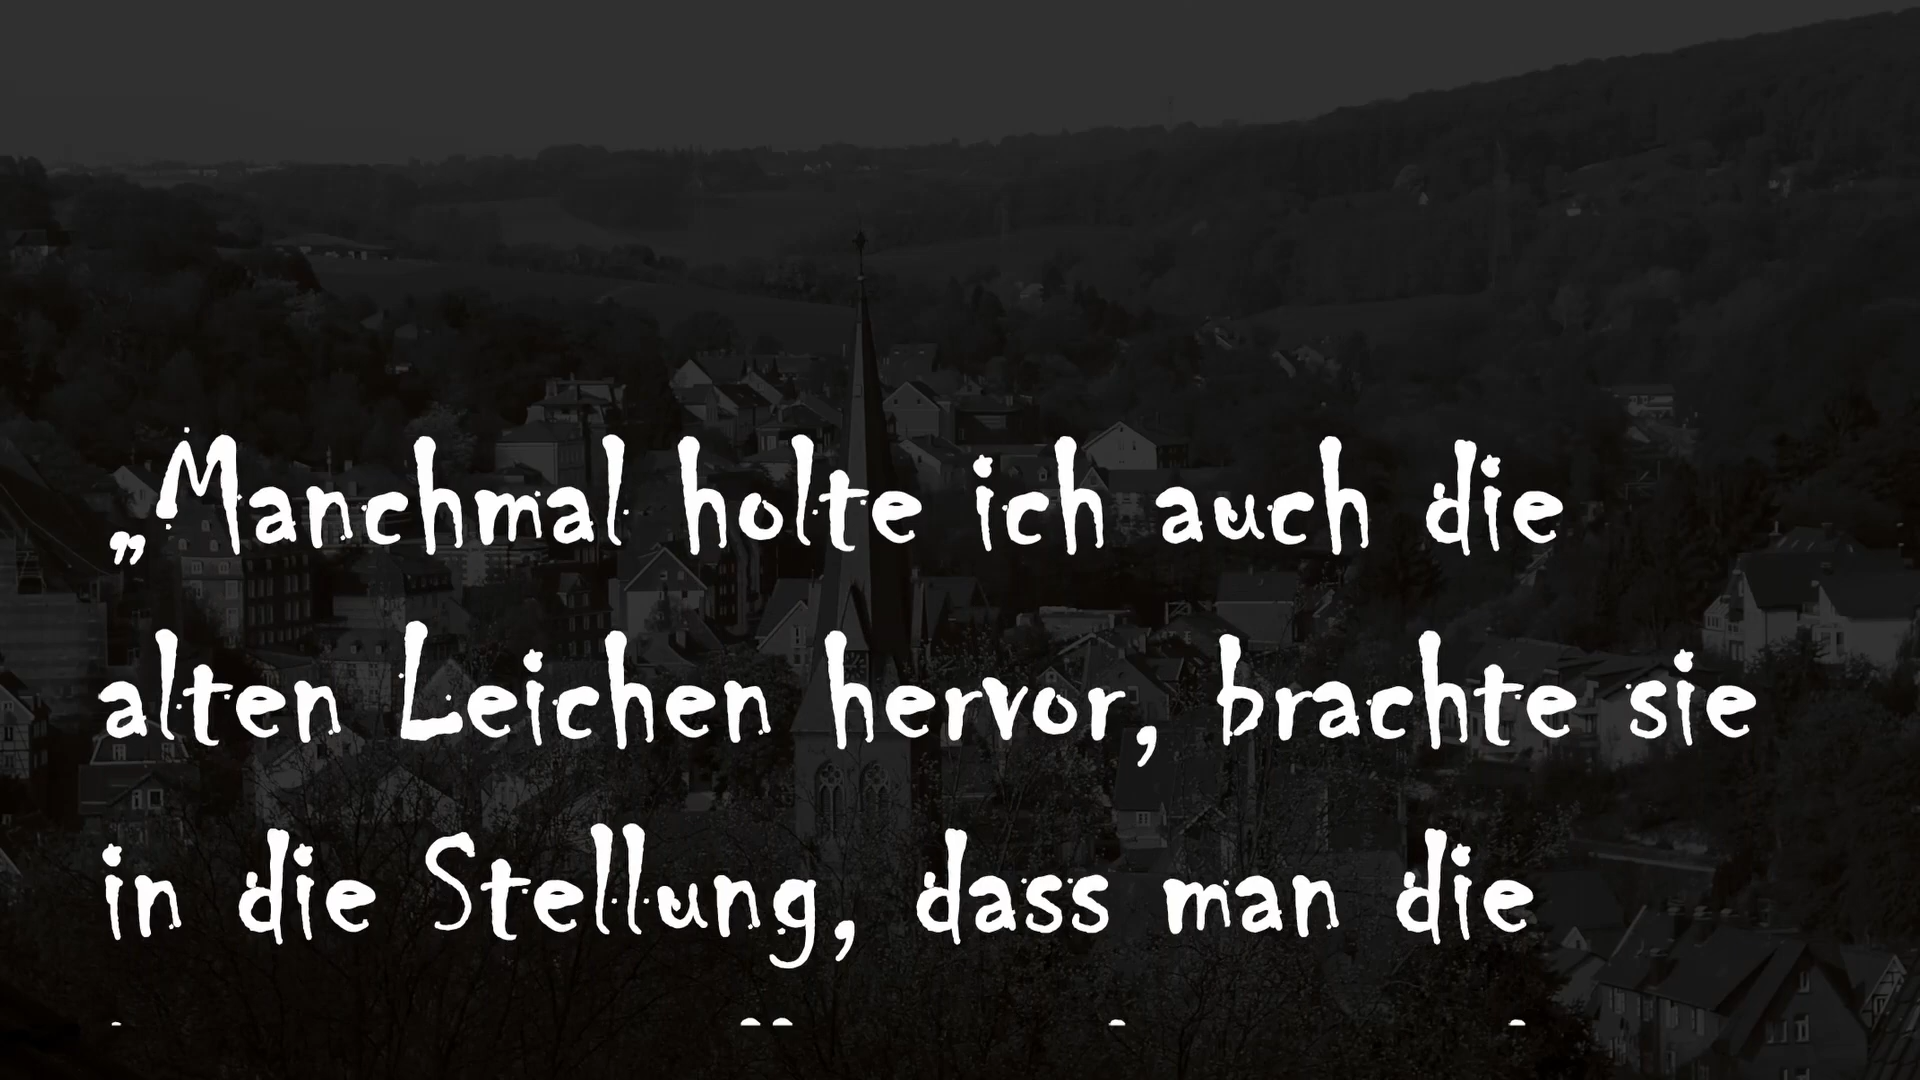 „Manchmal holte ich auch die
alten Leichen hervor, brachte sie
in die Stellung, dass man die